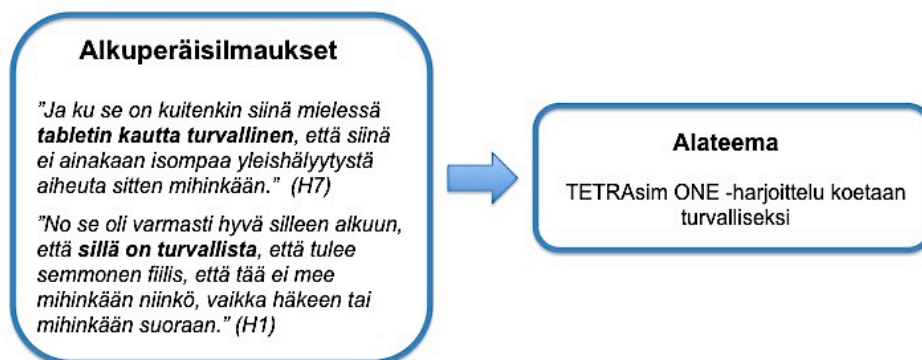 Alkuperäisilmaukset
"Ja ku se on kuitenkin siinä mielessä
tabletin kautta turvallinen, että siinä
ei ainakaan isompaa yleishälyytystä
aiheuta sitten mihinkään." (H7)
"No se oli varmasti hyvä silleen alkuun,
että sillä on turvallista, että tulee
semmonen fiilis, että tää ei mee
mihinkään niinkö, vaikka häkeen tai
mihinkään suoraan." (H1)
Alateema
TETRAsim ONE -harjoittelu koetaan
turvalliseksi